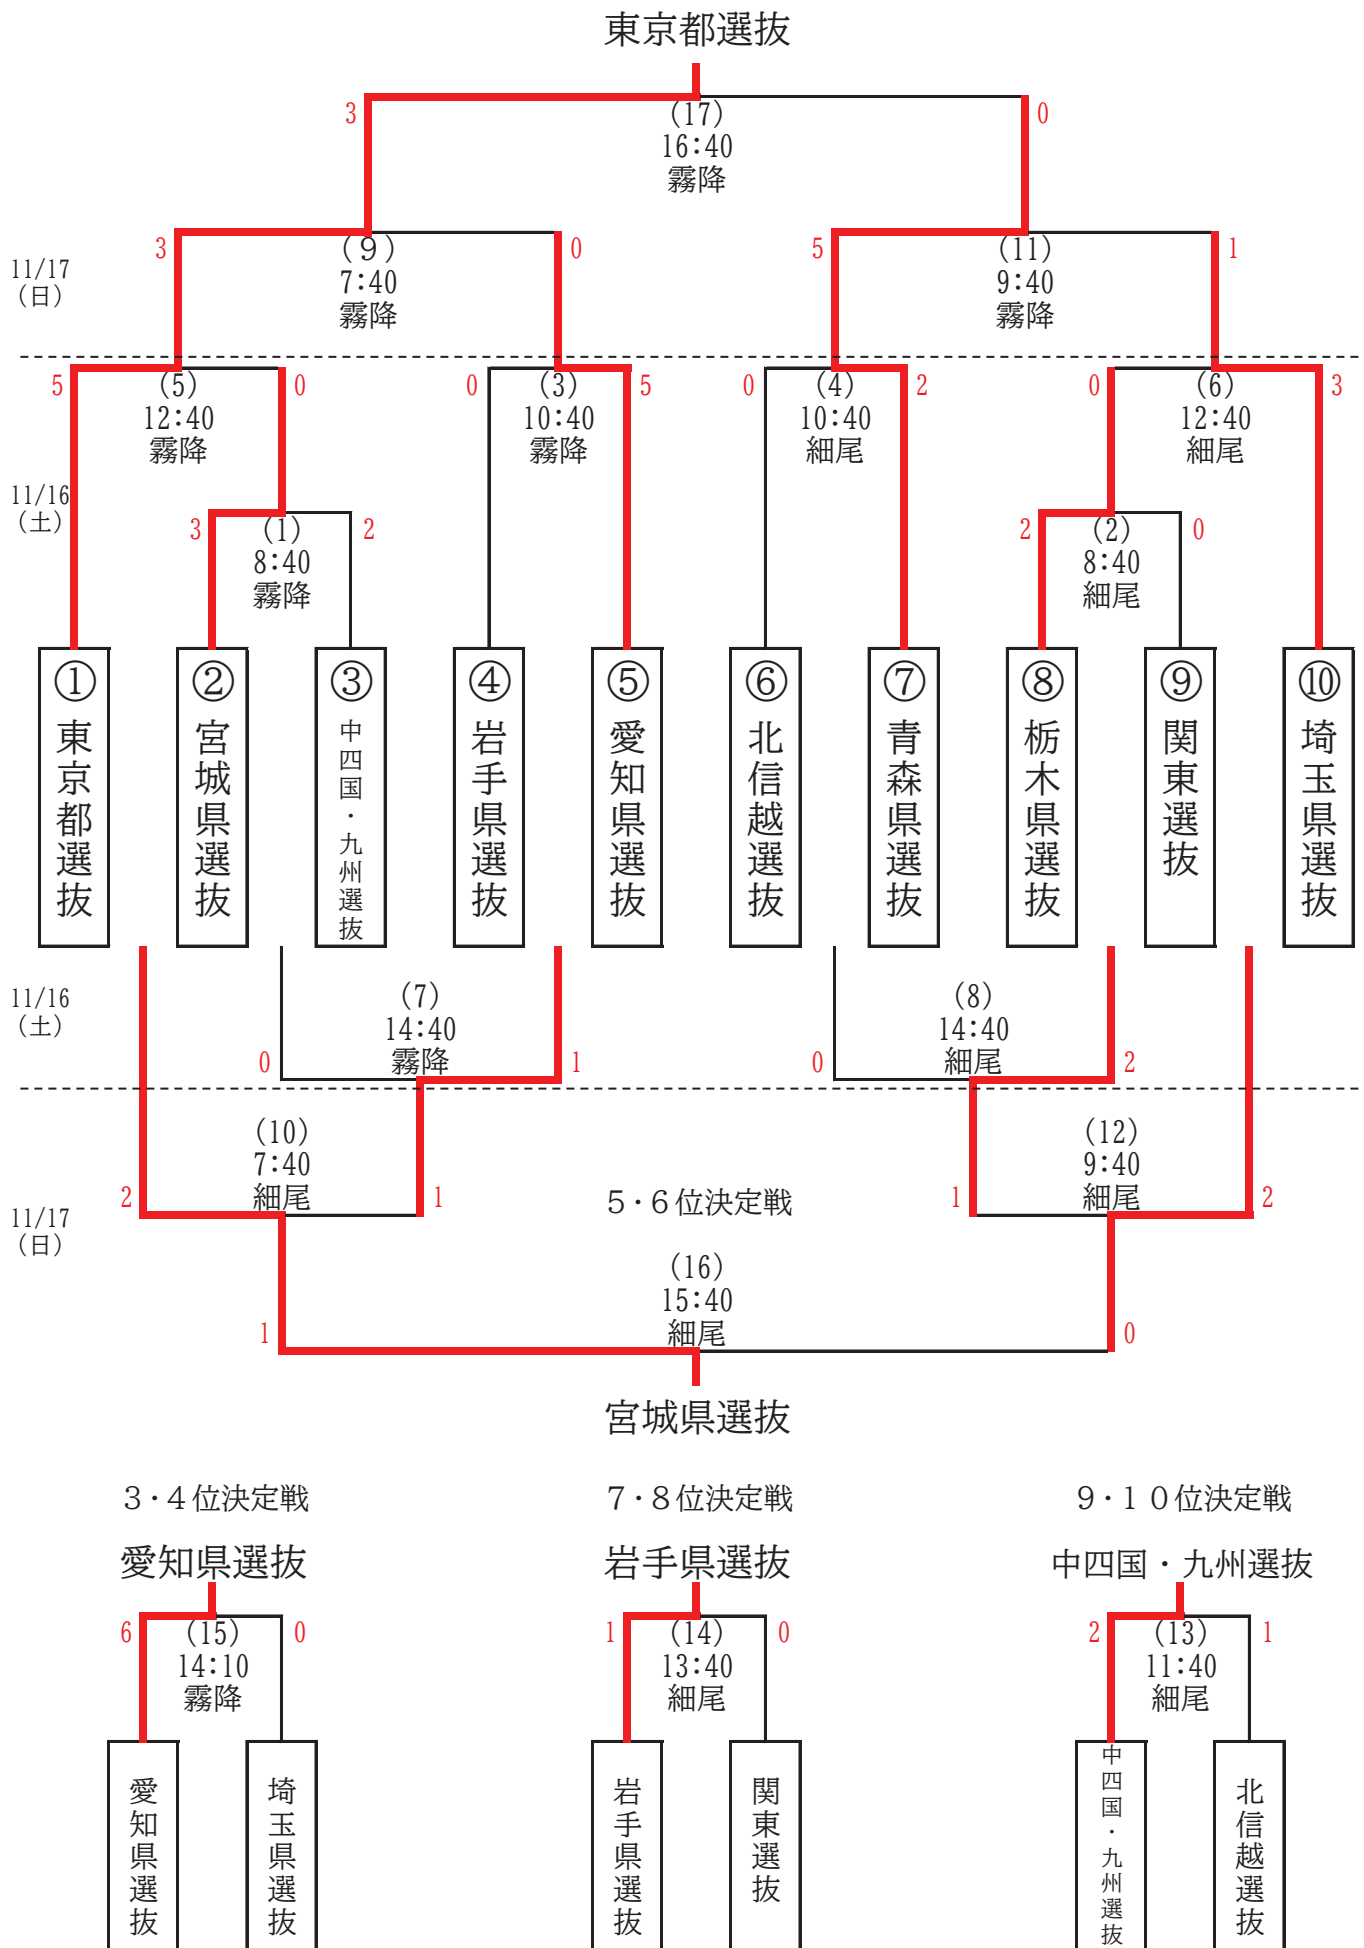 東京都選抜
3
(17)
0
16:40
霧降
11/17
(日)
3
(９)
0
7:40
霧降
5
(11)
1
9:40
霧降
5
(5)
0
12:40
霧降
0
(3)
5
10:40
霧降
0
(4)
2
10:40
細尾
0
(6)
3
12:40
細尾
11/16
(土)
3
(1)
2
8:40
霧降
2
(2)
0
8:40
細尾
①東京都選抜
②宮城県選抜
③中四国・九州選抜
④岩手県選抜
⑤愛知県選抜
⑥北信越選抜
⑦青森県選抜
⑧栃木県選抜
⑨関東選抜
⑩埼玉県選抜
11/16
(土)
(7)
14:40
0
霧降
1
(8)
14:40
0
細尾
2
11/17
(日)
(10)
7:40
2
細尾
1
５・６位決定戦
(12)
9:40
1
細尾
2
(16)
15:40
1
細尾
0
宮城県選抜
３・４位決定戦
愛知県選抜
6
(15)
0
14:10
霧降
愛知県選抜
埼玉県選抜
７・８位決定戦
岩手県選抜
1
(14)
0
13:40
細尾
岩手県選抜
関東選抜
９・１０位決定戦
中四国・九州選抜
2
(13)
1
11:40
細尾
中四国・九州選抜
北信越選抜